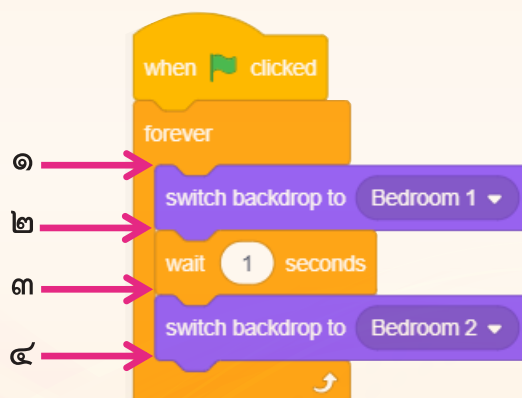 when clicked
forever
๑
switch backdrop to Bedroom 1
๒
wait 1 seconds
๓
switch backdrop to Bedroom 2
๔